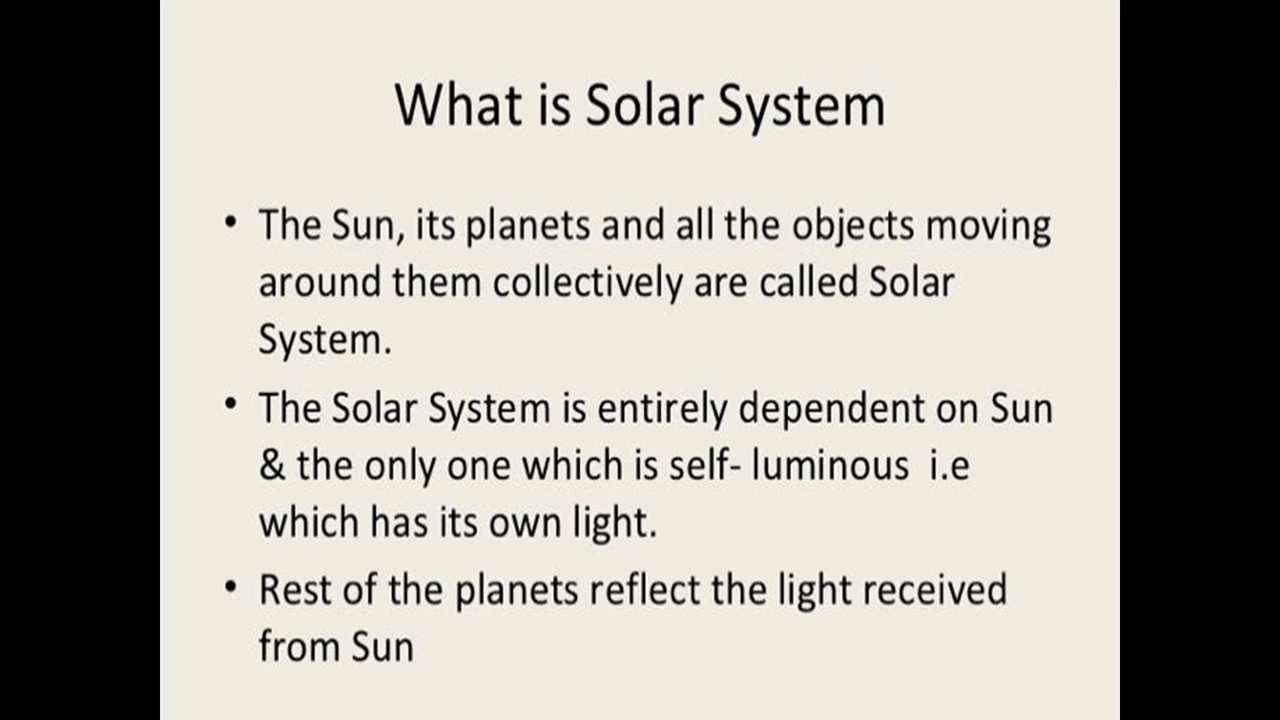 What is Solar System
• The Sun, its planets and all the objects moving
around them collectively are called Solar
System.
• The Solar System is entirely dependent on Sun
& the only one which is self- luminous  i.e
which has its own light.
• Rest of the planets reflect the light received
from Sun